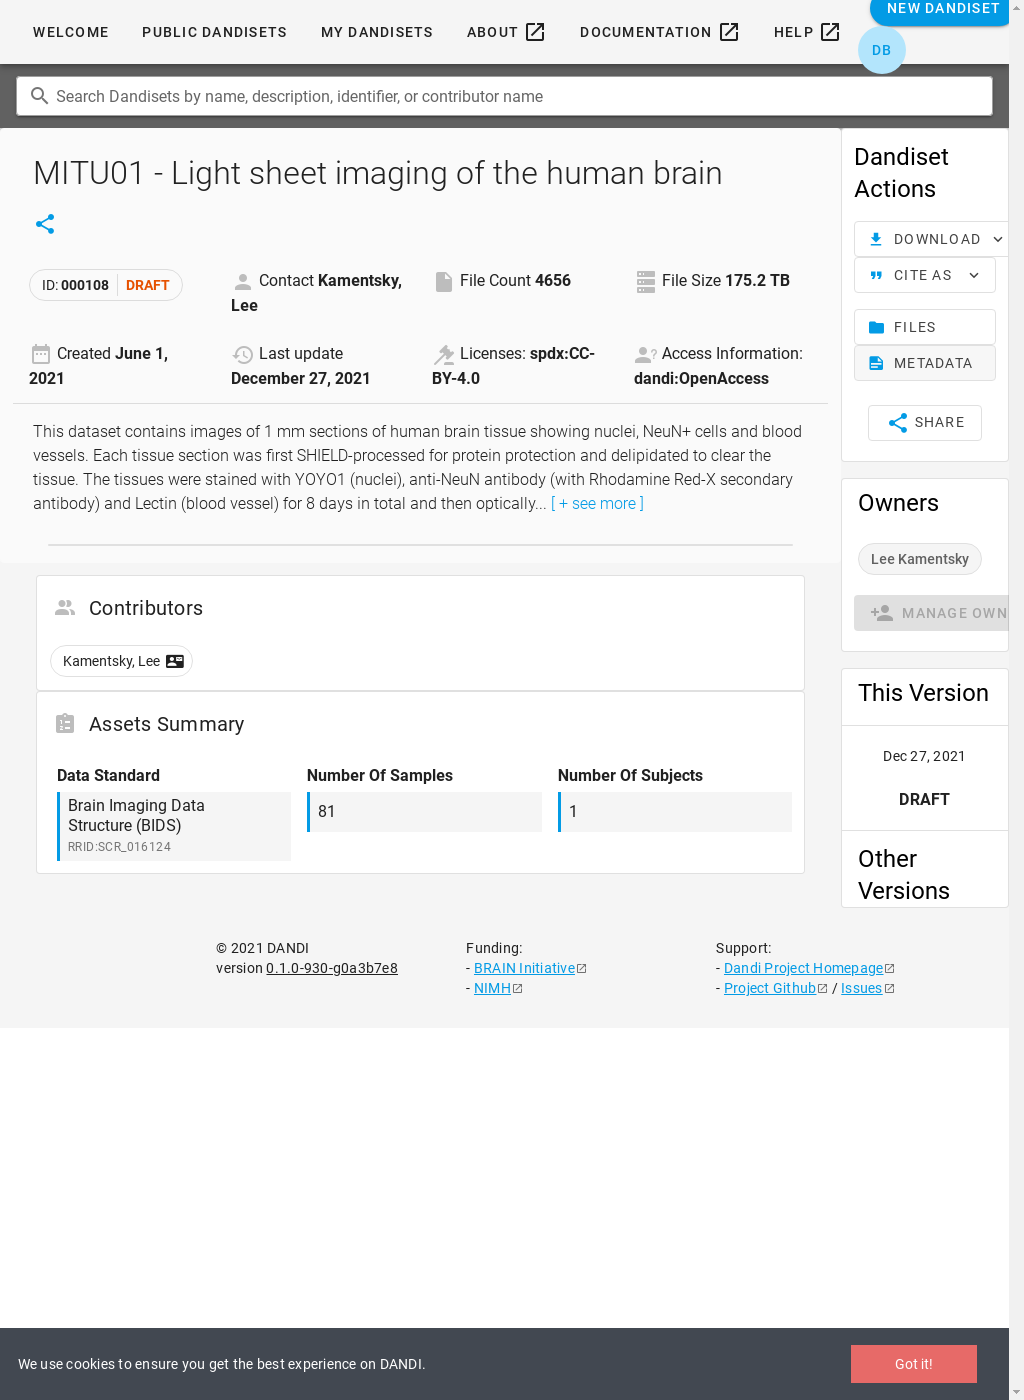 WELCOME PUBLIC DANDISETS MY DANDISETS ABOUT DOCUMENTATION HELP NEW DANDISET
DB
Search Dandisets by name, description, identifier, or contributor name
MITU01 - Light sheet imaging of the human brain
ID: 000108 DRAFT
Contact Kamentsky,
Lee
File Count 4656
File Size 175.2 TB
Created June 1,
2021
Last update
December 27, 2021
Licenses: spdx:CC-
BY-4.0
Access Information:
dandi:OpenAccess
This dataset contains images of 1 mm sections of human brain tissue showing nuclei, NeuN+ cells and blood
vessels. Each tissue section was first SHIELD-processed for protein protection and delipidated to clear the
tissue. The tissues were stained with YOYO1 (nuclei), anti-NeuN antibody (with Rhodamine Red-X secondary
antibody) and Lectin (blood vessel) for 8 days in total and then optically... [ + see more ]
Contributors
Kamentsky, Lee
Assets Summary
Data Standard
Brain Imaging Data
Structure (BIDS)
RRID:SCR_016124
Number Of Samples
81
Number Of Subjects
1
Dandiset
Actions
DOWNLOAD
CITE AS
FILES
METADATA
SHARE
Owners
Lee Kamentsky
MANAGE OWN
This Version
Dec 27, 2021
DRAFT
Other
Versions
© 2021 DANDI
version 0.1.0-930-g0a3b7e8
Funding:
- BRAIN Initiative
- NIMH
Support:
- Dandi Project Homepage
- Project Github / Issues
We use cookies to ensure you get the best experience on DANDI.
Got it!